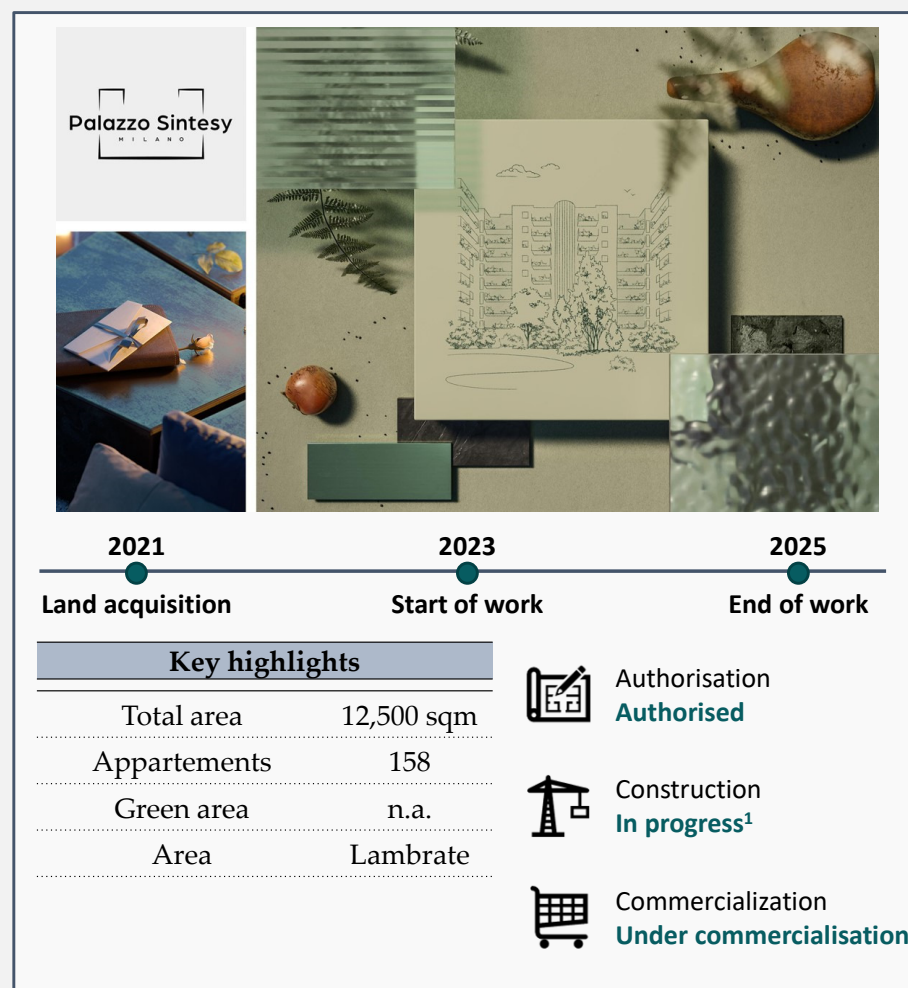 Palazzo Sintesy
MILANO
2021
2023
2025
Land acquisition
Start of work
End of work
Key highlights
Total area 12,500 sqm
Appartements 158
Green area n.a.
Area Lambrate
Authorisation
Authorised
Construction
In progress¹
Commercialization
Under commercialisation